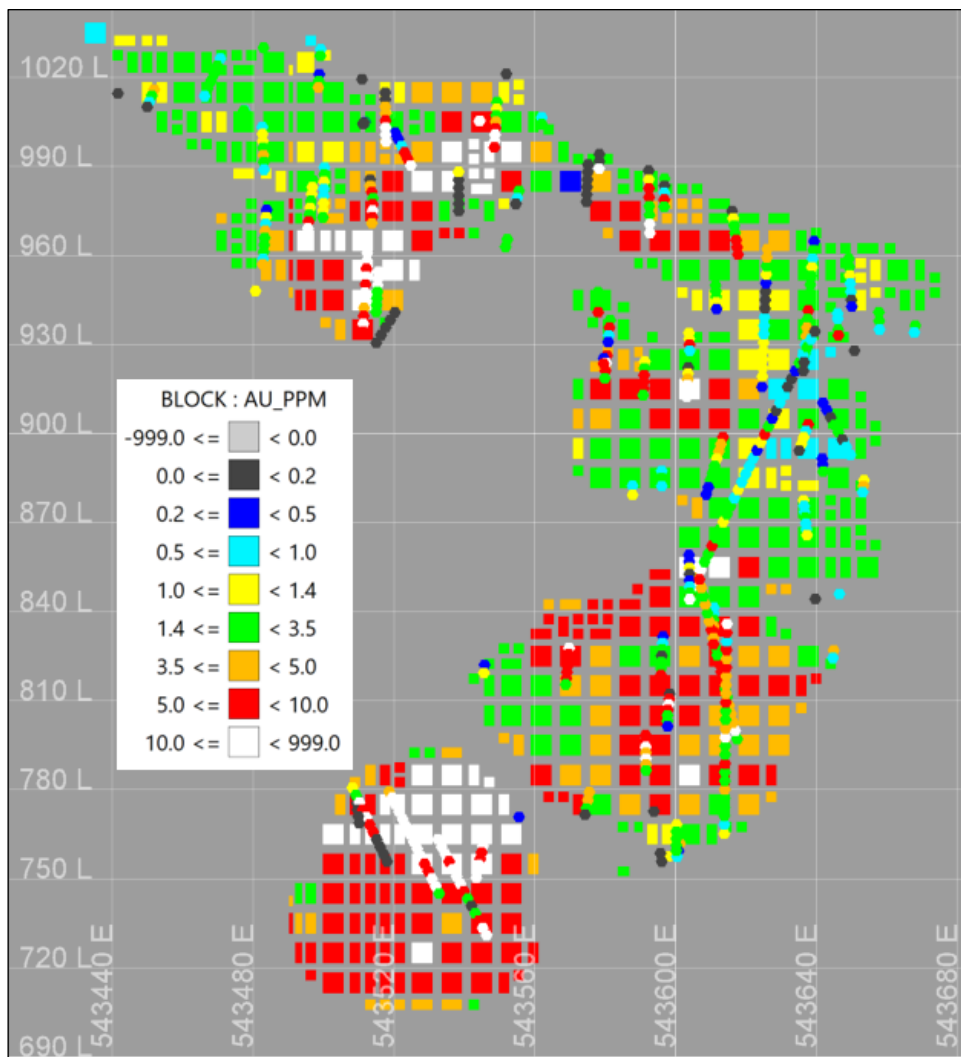 1020 L
990 L
960 L
930 L
BLOCK : AU_PPM
-999.0 <= < 0.0
0.0 <= < 0.2
0.2 <= < 0.5
0.5 <= < 1.0
1.0 <= < 1.4
1.4 <= < 3.5
3.5 <= < 5.0
5.0 <= < 10.0
10.0 <= < 999.0
900 L
870 L
840 L
810 L
780 L
750 L
720 L
690 L
543440 E
543480 E
543520 E
543560 E
543600 E
543640 E
543680 E